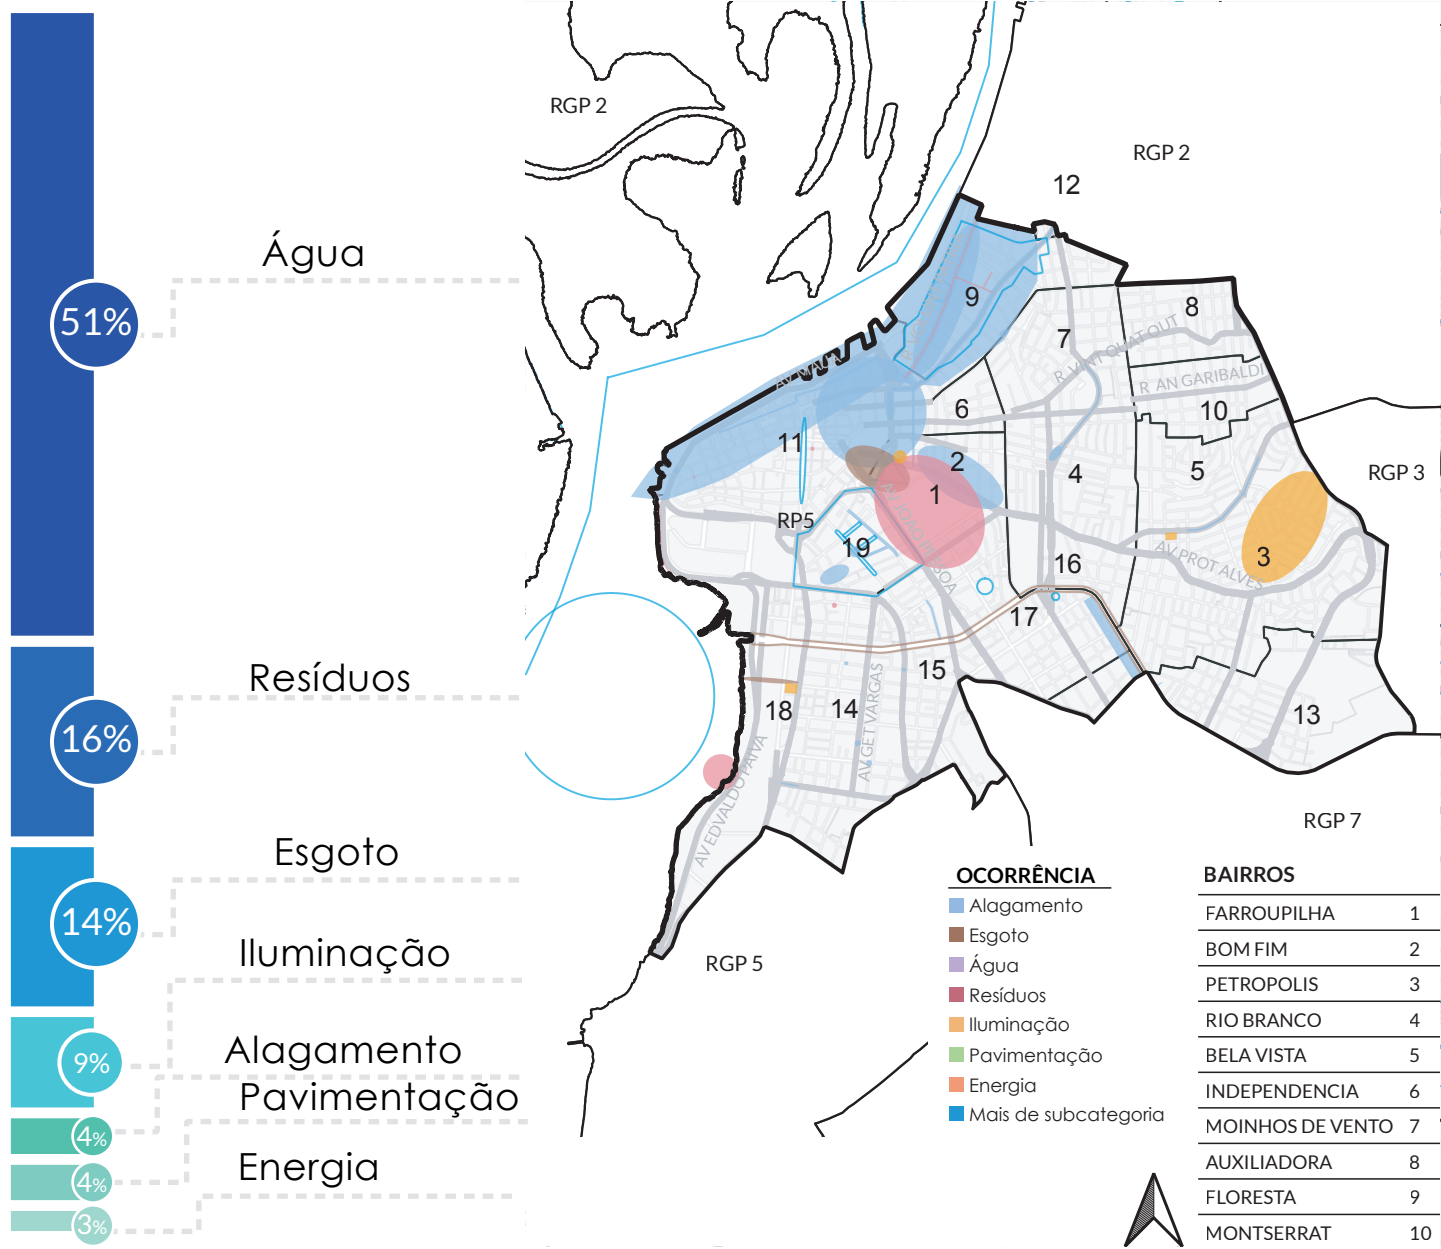 51%
Água
16%
Resíduos
14%
Esgoto
9%
Iluminação
4%
Alagamento
4%
Pavimentação
3%
Energia
RGP 2
RGP 2
12
9
8
7
R VINT QUAT OUT
R AN GARIBALDI
10
6
11
2
4
5
RGP 3
1
RP5
19
AV JOAO PESSOA
AV PROT ALVES
3
16
17
15
18
14
AV GET VARGAS
13
AV EDVALDO PAIVA
RGP 7
RGP 5
OCORRÊNCIA
Alagamento
Esgoto
Água
Resíduos
Iluminação
Pavimentação
Energia
Mais de subcategoria
BAIRROS
FARROUPILHA 1
BOM FIM 2
PETROPOLIS 3
RIO BRANCO 4
BELA VISTA 5
INDEPENDENCIA 6
MOINHOS DE VENTO 7
AUXILIADORA 8
FLORESTA 9
MONTSERRAT 10